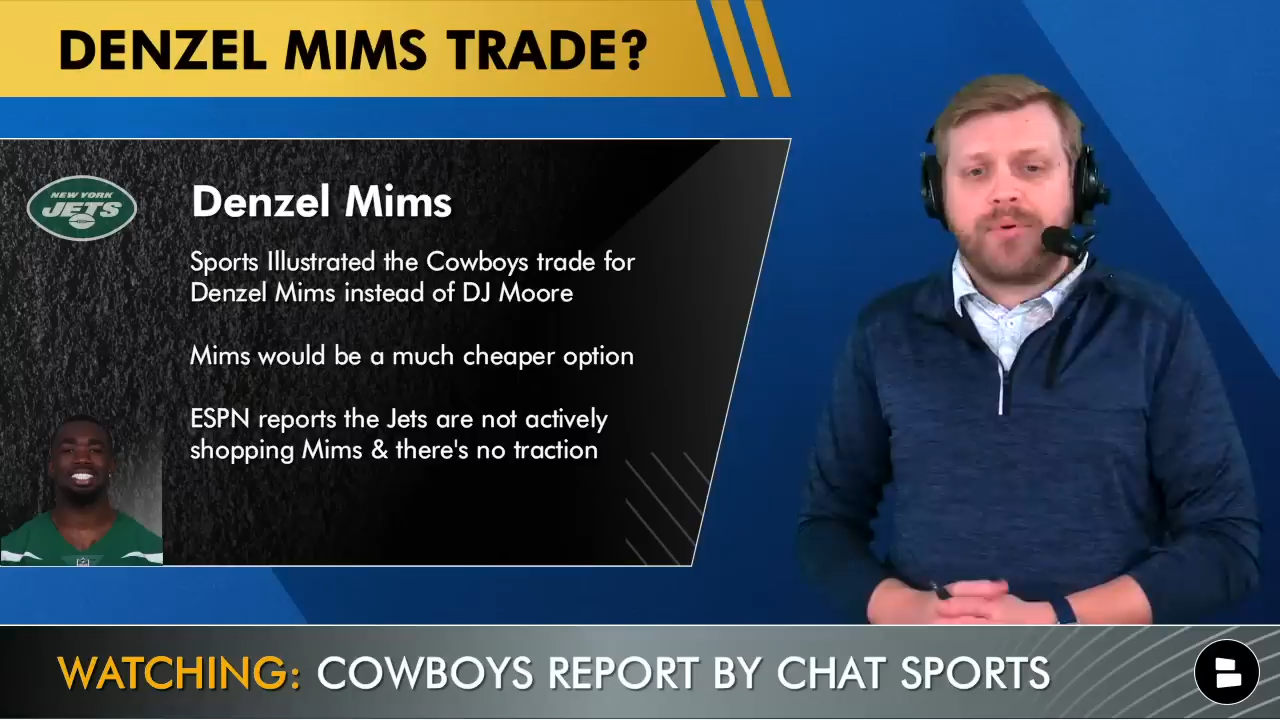 DENZEL MIMS TRADE?
NEW YORK
JETS
Denzel Mims
Sports Illustrated the Cowboys trade for
Denzel Mims instead of DJ Moore
Mims would be a much cheaper option
ESPN reports the Jets are not actively
shopping Mims & there's no traction
WATCHING: COWBOYS REPORT BY CHAT SPORTS